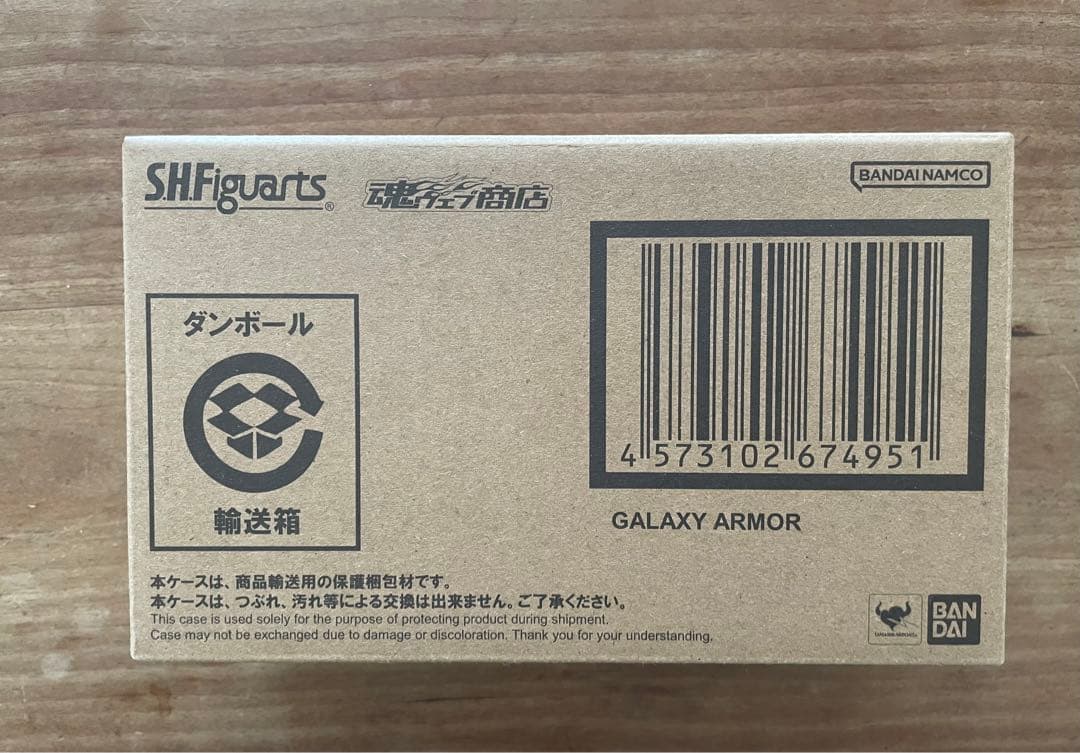 S.H.Figuarts®
魂ウェブ商店
BANDAI NAMCO
ダンボール
輸送箱
4 573102 674951
GALAXY ARMOR
本ケースは、商品輸送用の保護梱包材です。
本ケースは、つぶれ、汚れ等による交換は出来ません。ご了承ください。
This case is used solely for the purpose of protecting product during shipment.
Case may not be exchanged due to damage or discoloration. Thank you for your understanding.
TAMASHII NATIONS
BAN
DAI